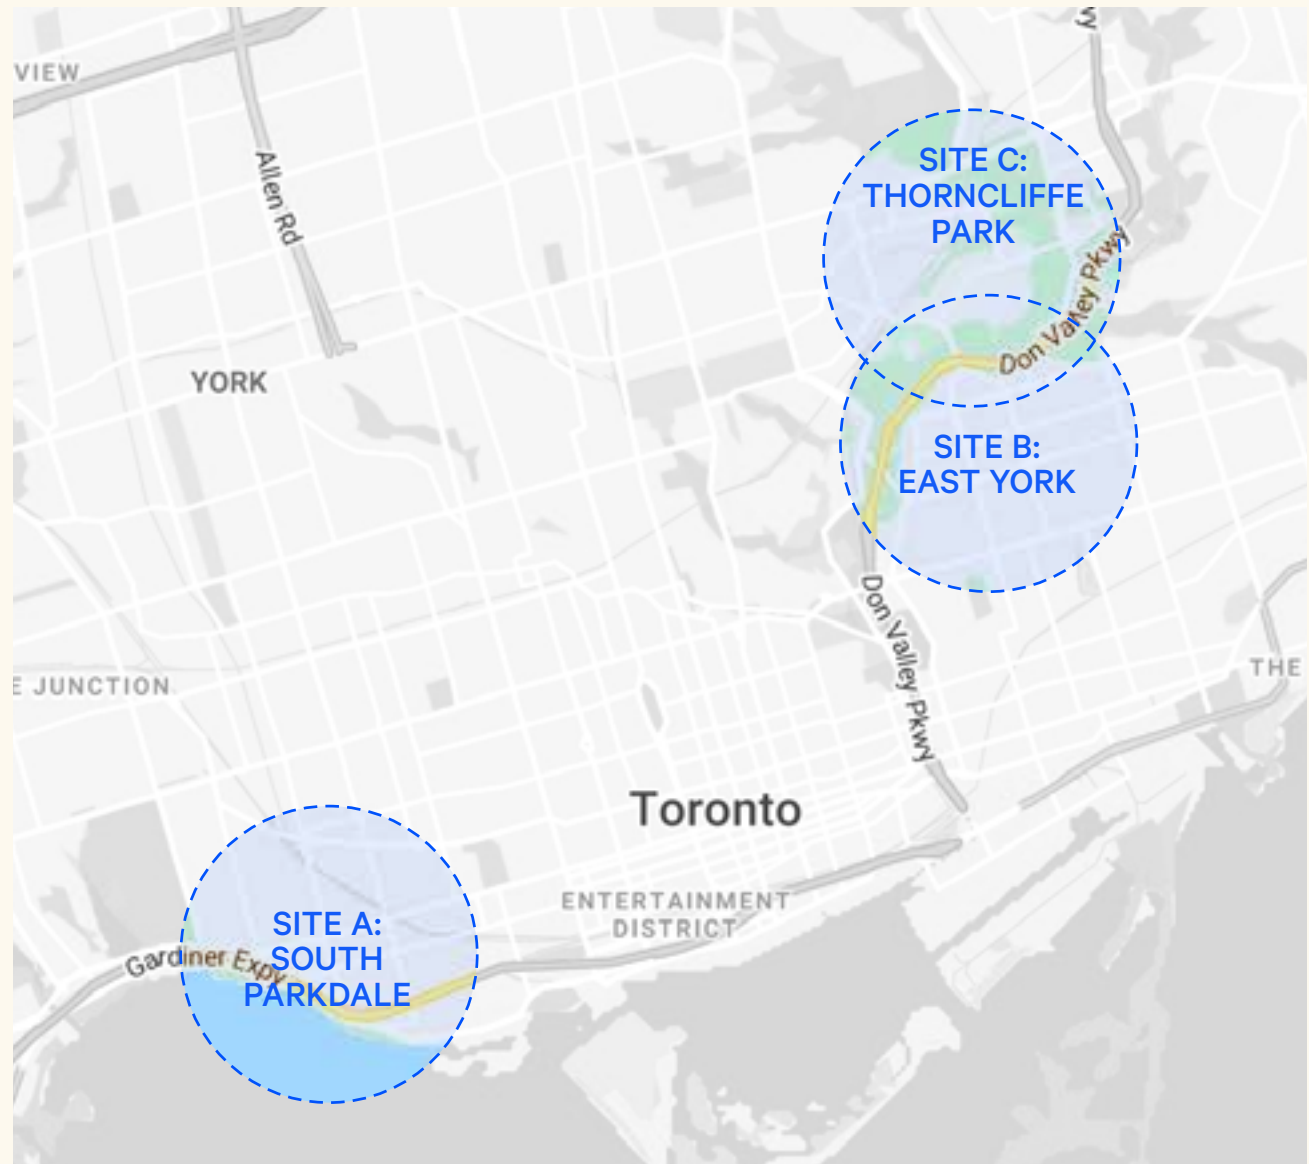 VIEW
Allen Rd
SITE C:
THORNCLIFFE
PARK
Don Valley Pkwy
YORK
SITE B:
EAST YORK
Don Valley Pkwy
THE
E JUNCTION
Toronto
ENTERTAINMENT
DISTRICT
SITE A:
SOUTH
PARKDALE
Gardiner Expy